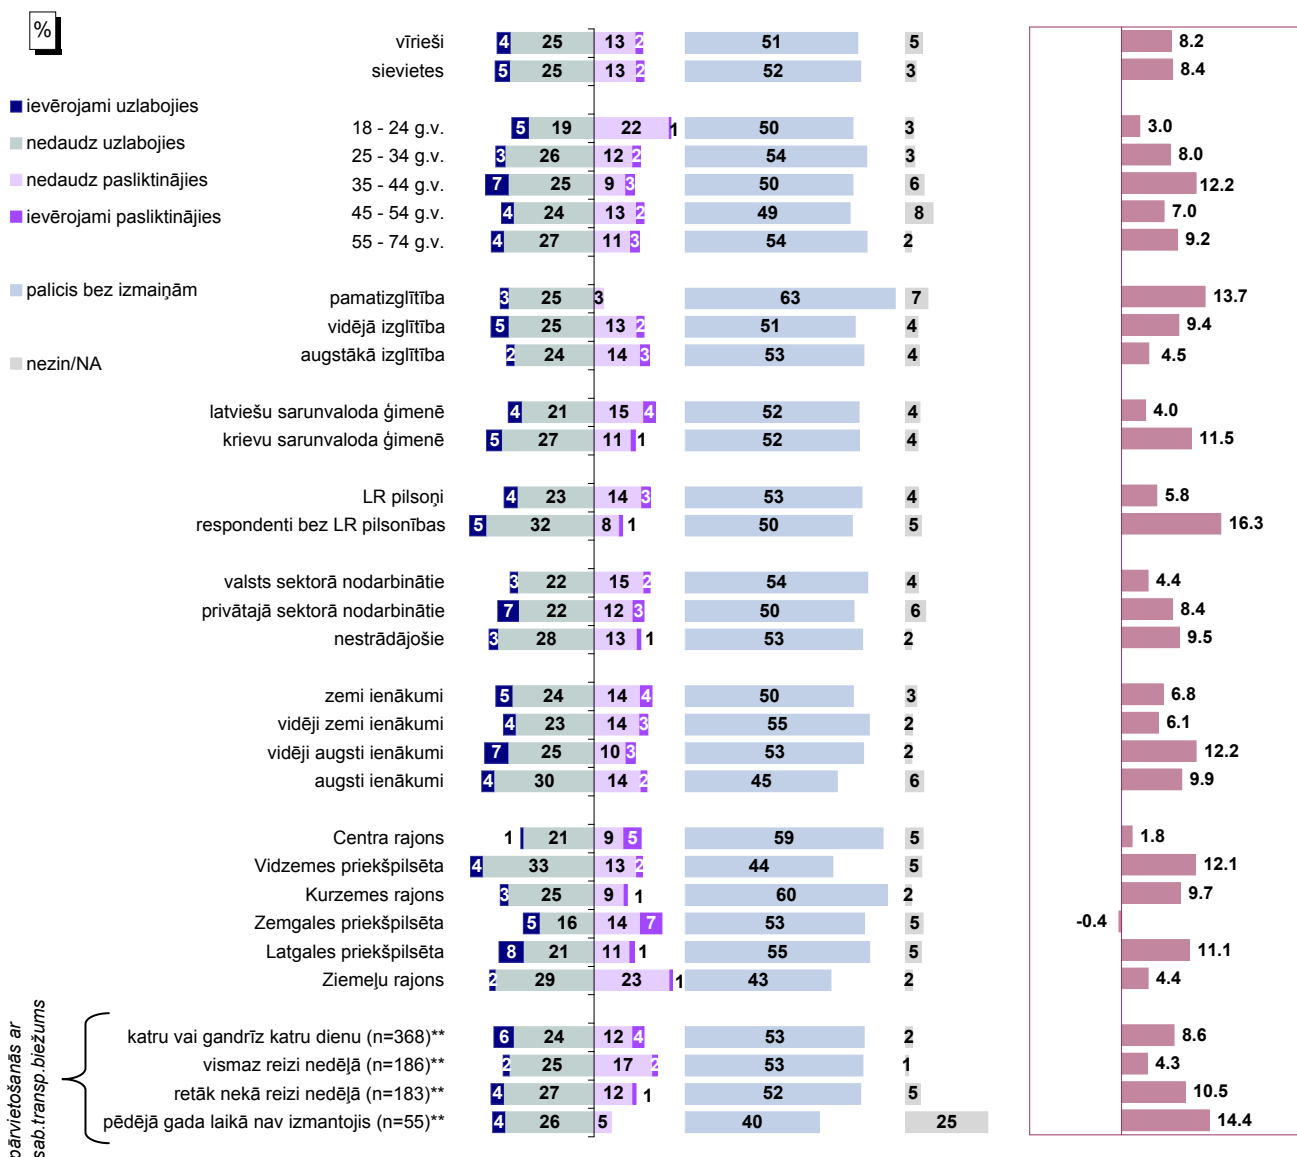 %
ievērojami uzlabojies
nedaudz uzlabojies
nedaudz pasliktinājies
ievērojami pasliktinājies
palicis bez izmaiņām
nezin/NA
vīrieši 4 25 13 2 51 5 8.2
sievietes 5 25 13 2 52 3 8.4
18 - 24 g.v. 5 19 22 1 50 3 3.0
25 - 34 g.v. 3 26 12 2 54 3 8.0
35 - 44 g.v. 7 25 9 3 50 6 12.2
45 - 54 g.v. 4 24 13 2 49 8 7.0
55 - 74 g.v. 4 27 11 3 54 2 9.2
pamatizglītība 3 25 3 63 7 13.7
vidējā izglītība 5 25 13 2 51 4 9.4
augstākā izglītība 2 24 14 3 53 4 4.5
latviešu sarunvaloda ģimenē 4 21 15 4 52 4 4.0
krievu sarunvaloda ģimenē 5 27 11 1 52 4 11.5
LR pilsoņi 4 23 14 3 53 4 5.8
respondenti bez LR pilsonības 5 32 8 1 50 5 16.3
valsts sektorā nodarbinātie 3 22 15 2 54 4 4.4
privātajā sektorā nodarbinātie 7 22 12 3 50 6 8.4
nestrādājošie 3 28 13 1 53 2 9.5
zemi ienākumi 5 24 14 4 50 3 6.8
vidēji zemi ienākumi 4 23 14 3 55 2 6.1
vidēji augsti ienākumi 7 25 10 3 53 2 12.2
augsti ienākumi 4 30 14 2 45 6 9.9
Centra rajons 1 21 9 5 59 5 1.8
Vidzemes priekšpilsēta 4 33 13 2 44 5 12.1
Kurzemes rajons 3 25 9 1 60 2 9.7
Zemgales priekšpilsēta 5 16 14 7 53 5 -0.4
Latgales priekšpilsēta 8 21 11 1 55 5 11.1
Ziemeļu rajons 2 29 23 1 43 2 4.4
pārvietošanās ar
sab.transp.biežums
katru vai gandrīz katru dienu (n=368)** 6 24 12 4 53 2 8.6
vismaz reizi nedēļā (n=186)** 2 25 17 2 53 1 4.3
retāk nekā reizi nedēļā (n=183)** 4 27 12 1 52 5 10.5
pēdējā gada laikā nav izmantojis (n=55)** 4 26 5 40 25 14.4